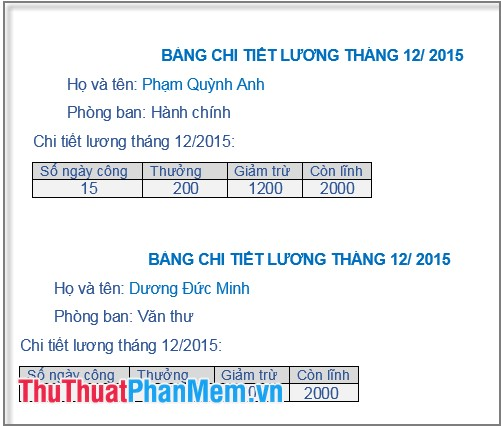 BẢNG CHI TIẾT LƯƠNG THÁNG 12/ 2015
Họ và tên: Phạm Quỳnh Anh
Phòng ban: Hành chính
Chi tiết lương tháng 12/2015:
Số ngày công Thưởng Giảm trừ Còn lĩnh
15 200 1200 2000
BẢNG CHI TIẾT LƯƠNG THÁNG 12/ 2015
Họ và tên: Dương Đức Minh
Phòng ban: Văn thư
Chi tiết lương tháng 12/2015:
Số ngày công Thưởng Giảm trừ Còn lĩnh
2000
ThuThuatPhanMem.vn